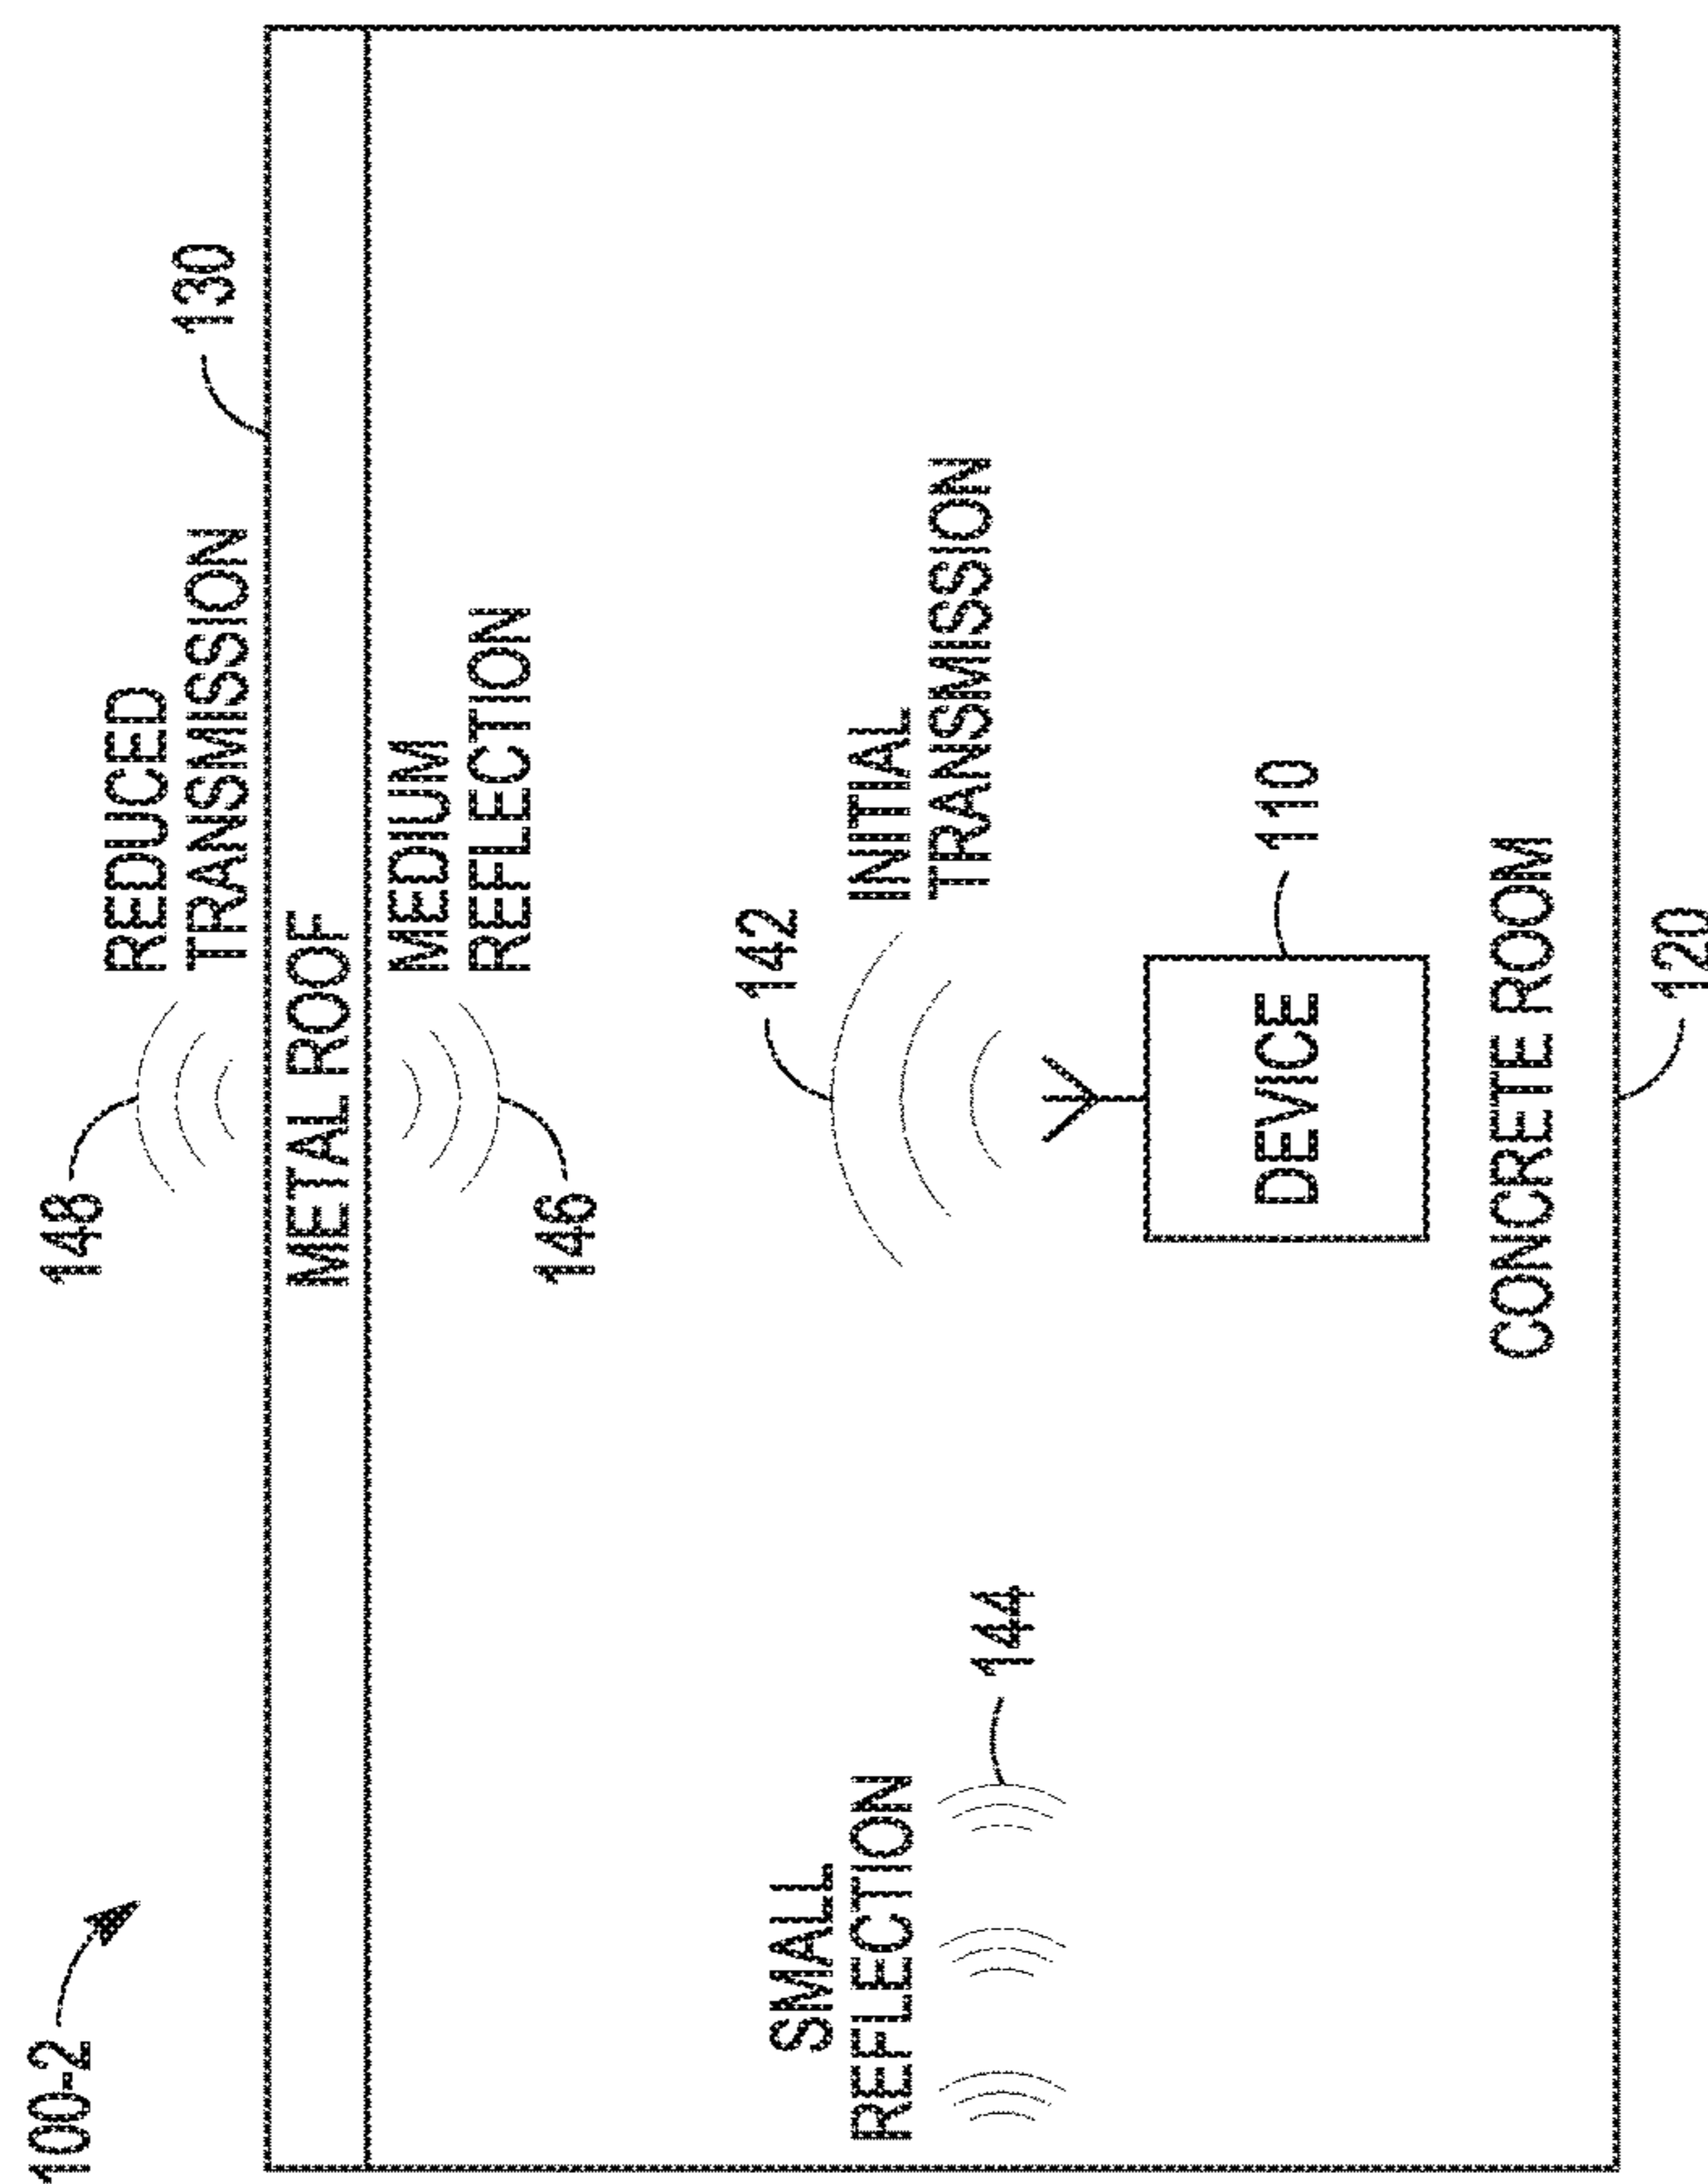 100-2
148
REDUCED
TRANSMISSION
130
METAL ROOF
146
MEDIUM
REFLECTION
142
INITIAL
TRANSMISSION
SMALL
REFLECTION
144
DEVICE
110
CONCRETE ROOM
120